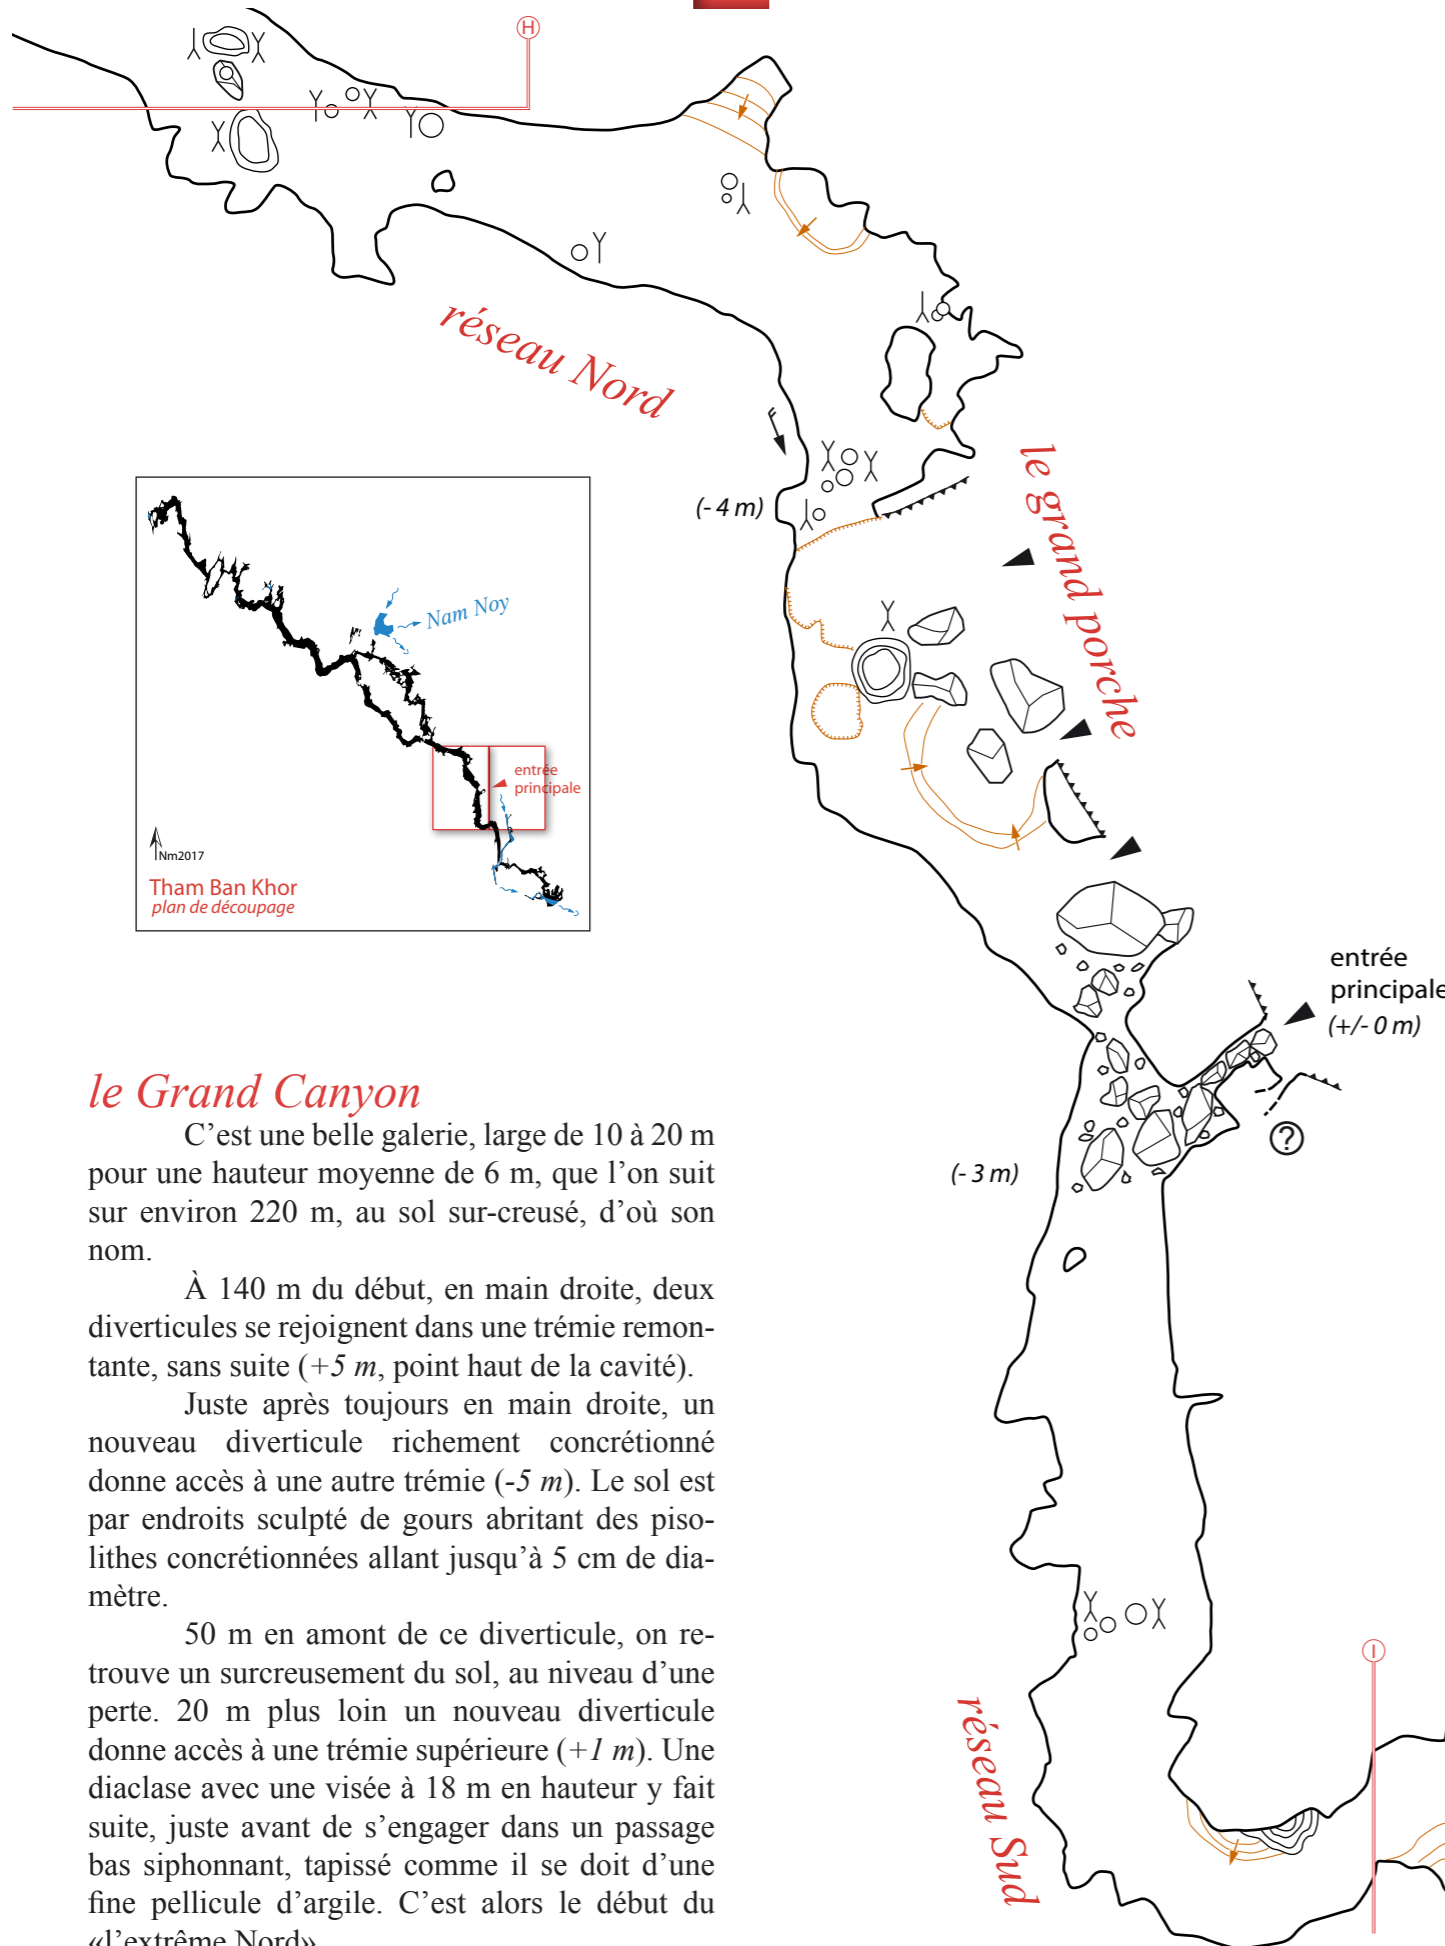 H
réseau Nord
F
(- 4 m)
le grand porche
Nam Noy
entrée
principale
Nm2017
Tham Ban Khor
plan de découpage
entrée
principale
(+/- 0 m)
?
(- 3 m)
le Grand Canyon
C’est une belle galerie, large de 10 à 20 m
pour une hauteur moyenne de 6 m, que l’on suit
sur environ 220 m, au sol sur-creusé, d’où son
nom.
À 140 m du début, en main droite, deux
diverticules se rejoignent dans une trémie remon-
tante, sans suite (+5 m, point haut de la cavité).
Juste après toujours en main droite, un
nouveau diverticule richement concrétionné
donne accès à une autre trémie (-5 m). Le sol est
par endroits sculpté de gours abritant des piso-
lithes concrétionnées allant jusqu’à 5 cm de dia-
mètre.
50 m en amont de ce diverticule, on re-
trouve un surcreusement du sol, au niveau d’une
perte. 20 m plus loin un nouveau diverticule
donne accès à une trémie supérieure (+1 m). Une
diaclase avec une visée à 18 m en hauteur y fait
suite, juste avant de s’engager dans un passage
bas siphonnant, tapissé comme il se doit d’une
fine pellicule d’argile. C’est alors le début du
«l’extrême Nord»
réseau Sud
I